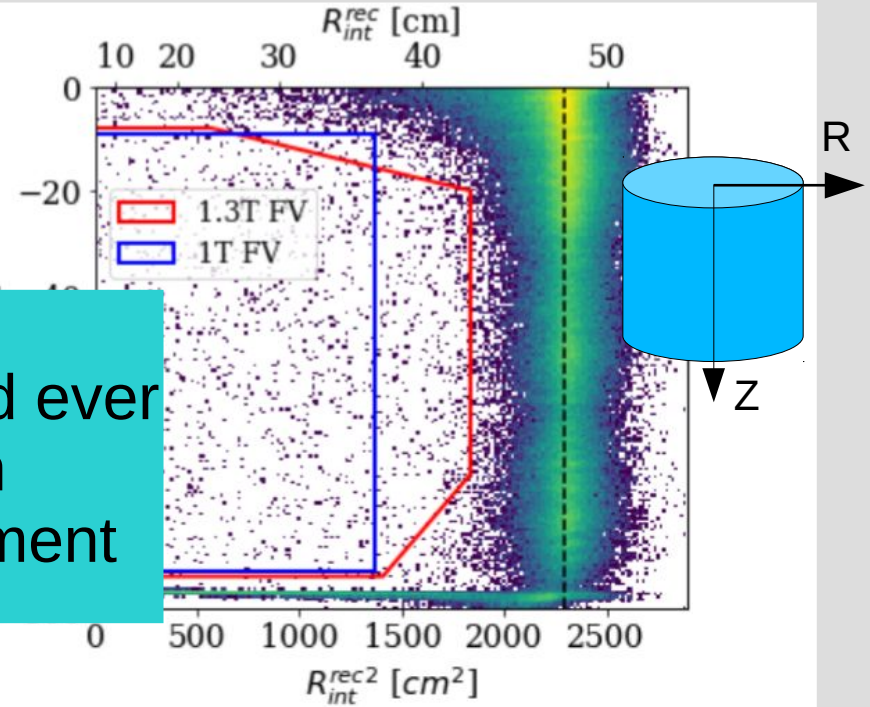 R_int^rec [cm]
10 20 30 40 50
0
R
−20
1.3T FV
1T FV
Z
d ever
ment
0 500 1000 1500 2000 2500
R_int^rec2 [cm²]